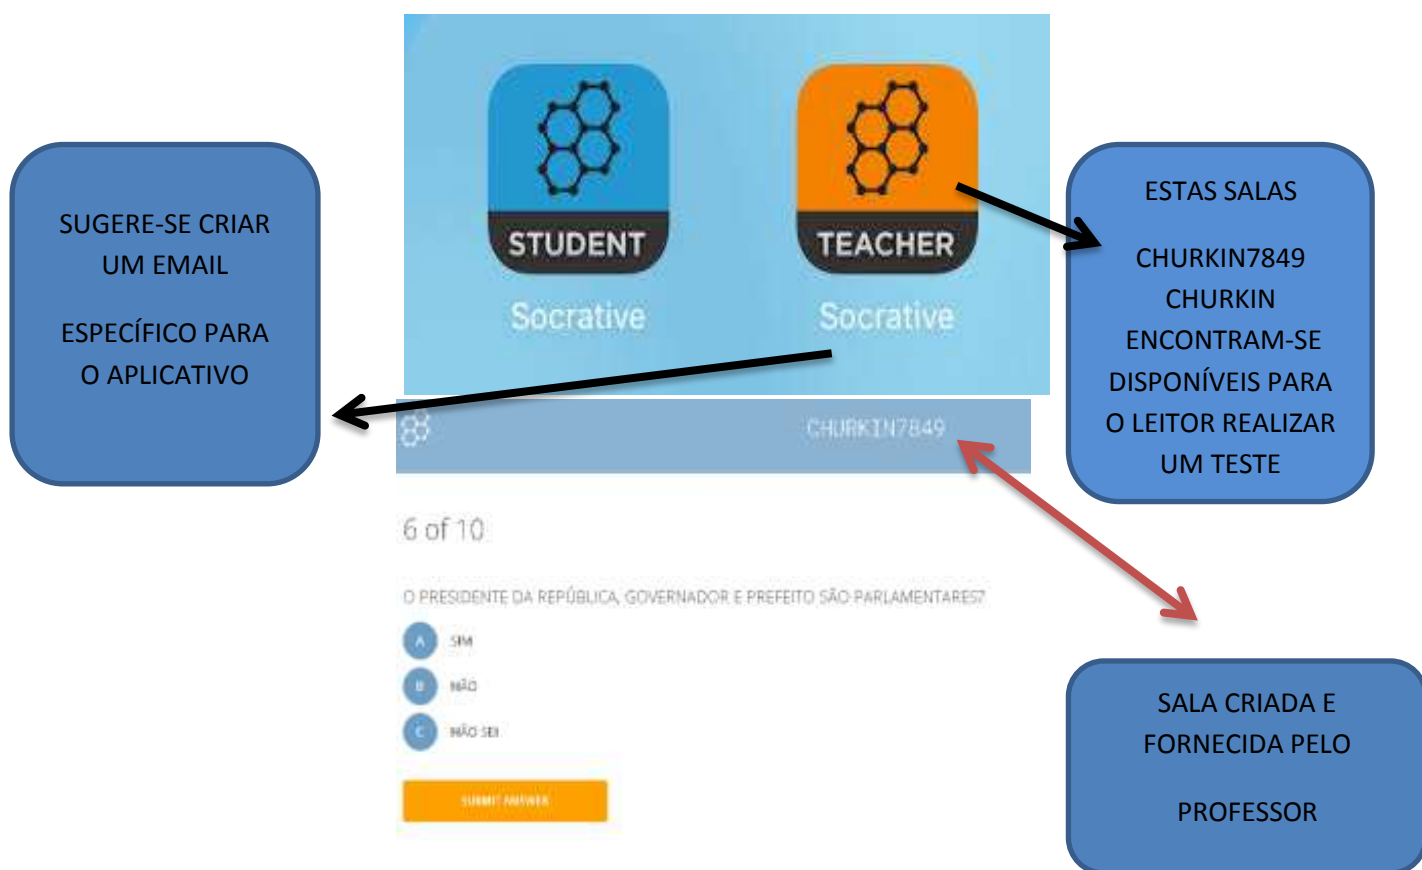 STUDENT
Socrative
TEACHER
Socrative
SUGERE-SE CRIAR
UM EMAIL
ESPECÍFICO PARA
O APLICATIVO
ESTAS SALAS
CHURKIN7849
CHURKIN
ENCONTRAM-SE
DISPONÍVEIS PARA
O LEITOR REALIZAR
UM TESTE
CHURKIN7849
6 of 10
O PRESIDENTE DA REPÚBLICA, GOVERNADOR E PREFEITO SÃO PARLAMENTARES?
A SIM
B NÃO
C NÃO SEI
SUBMIT ANSWER
SALA CRIADA E
FORNECIDA PELO
PROFESSOR